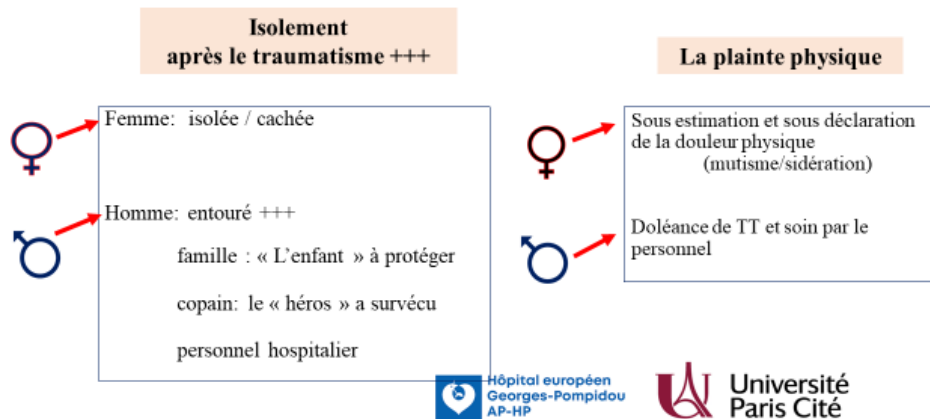 Isolement
après le traumatisme +++
Femme: isolée / cachée
Homme: entouré +++
famille : « L'enfant » à protéger
copain: le « héros » a survécu
personnel hospitalier
La plainte physique
Sous estimation et sous déclaration
de la douleur physique
(mutisme/sidération)
Doléance de TT et soin par le
personnel
Hôpital européen
Georges-Pompidou
AP-HP
Université
Paris Cité